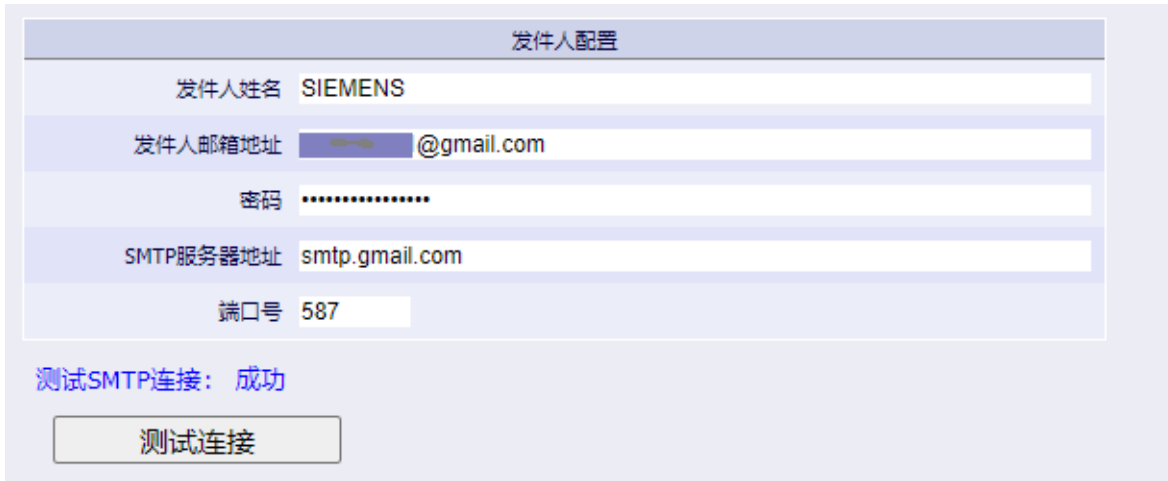 发件人配置
发件人姓名 SIEMENS
发件人邮箱地址 @gmail.com
密码 ••••••••••••••••
SMTP服务器地址 smtp.gmail.com
端口号 587
测试SMTP连接: 成功
测试连接